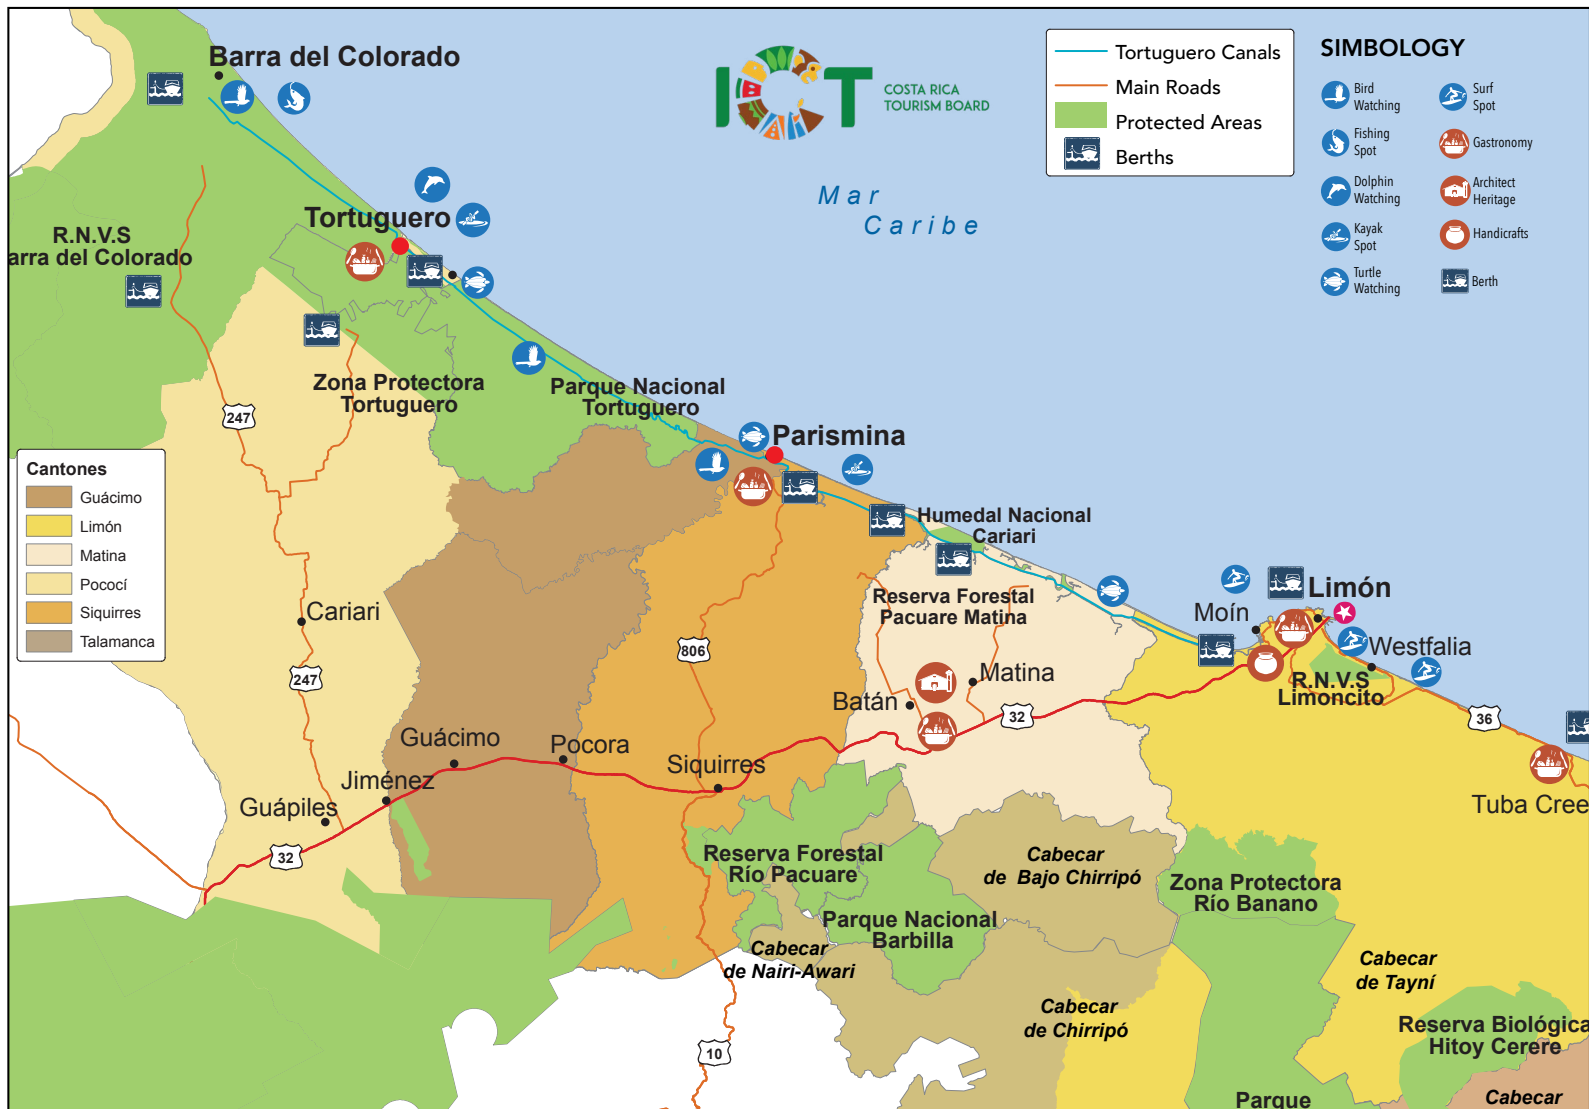 Barra del Colorado
ICT
COSTA RICA
TOURISM BOARD
Tortuguero Canals
Main Roads
Protected Areas
Berths
SIMBOLOGY
Bird
Watching
Surf
Spot
Fishing
Spot
Gastronomy
Dolphin
Watching
Architect
Heritage
Kayak
Spot
Handicrafts
Turtle
Watching
Berth
Mar
Caribe
Tortuguero
R.N.V.S
arra del Colorado
Zona Protectora
Tortuguero
Parque Nacional
Tortuguero
247
Parismina
Cantones
Guácimo
Limón
Matina
Pococí
Siquirres
Talamanca
Humedal Nacional
Cariari
Reserva Forestal
Pacuare Matina
Limón
Moín
Westfalia
R.N.V.S
Limoncito
Cariari
247
806
Batán
Matina
32
36
Guácimo
Pocora
Siquirres
Jiménez
Guápiles
32
Tuba Cree
Reserva Forestal
Río Pacuare
Cabecar
de Bajo Chirripó
Zona Protectora
Río Banano
Parque Nacional
Barbilla
Cabecar
de Nairi-Awari
Cabecar
de Tayní
Cabecar
de Chirripó
Reserva Biológica
Hitoy Cerere
10
Parque
Cabecar